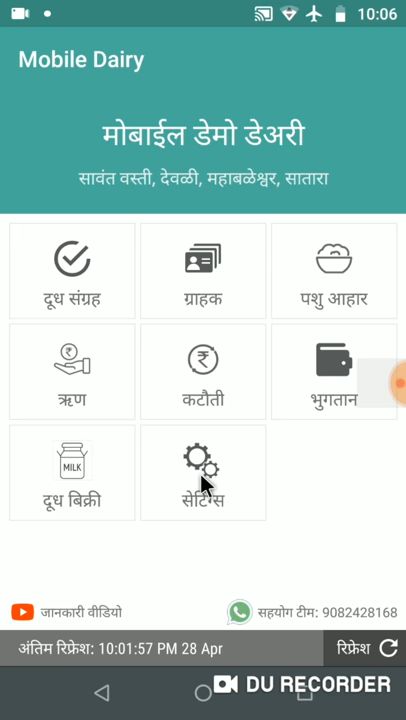 10:06
Mobile Dairy
मोबाईल डेमो डेअरी
सावंत वस्ती, देवळी, महाबळेश्वर, सातारा
दूध संग्रह
ग्राहक
पशु आहार
ऋण
कटौती
भुगतान
MILK
दूध बिक्री
सेटिंग्स
जानकारी वीडियो
सहयोग टीम: 9082428168
अंतिम रिफ्रेश: 10:01:57 PM 28 Apr
रिफ्रेश
DU RECORDER